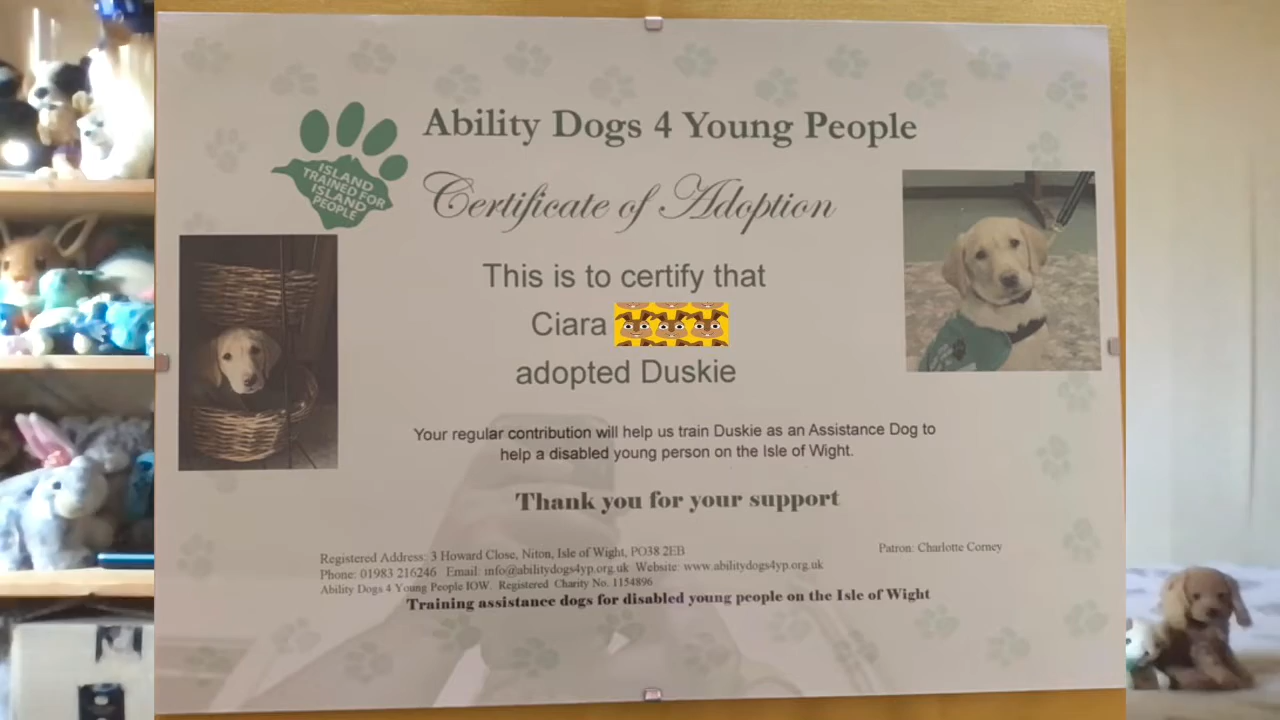 Ability Dogs 4 Young People
ISLAND
TRAINED FOR
ISLAND
PEOPLE
Certificate of Adoption
This is to certify that
Ciara
adopted Duskie
Your regular contribution will help us train Duskie as an Assistance Dog to
help a disabled young person on the Isle of Wight.
Thank you for your support
Registered Address: 3 Howard Close, Niton, Isle of Wight, PO38 2EB
Patron: Charlotte Corney
Phone: 01983 216246 Email: info@abilitydogs4yp.org.uk Website: www.abilitydogs4yp.org.uk
Ability Dogs 4 Young People IOW. Registered Charity No. 1154896
Training assistance dogs for disabled young people on the Isle of Wight